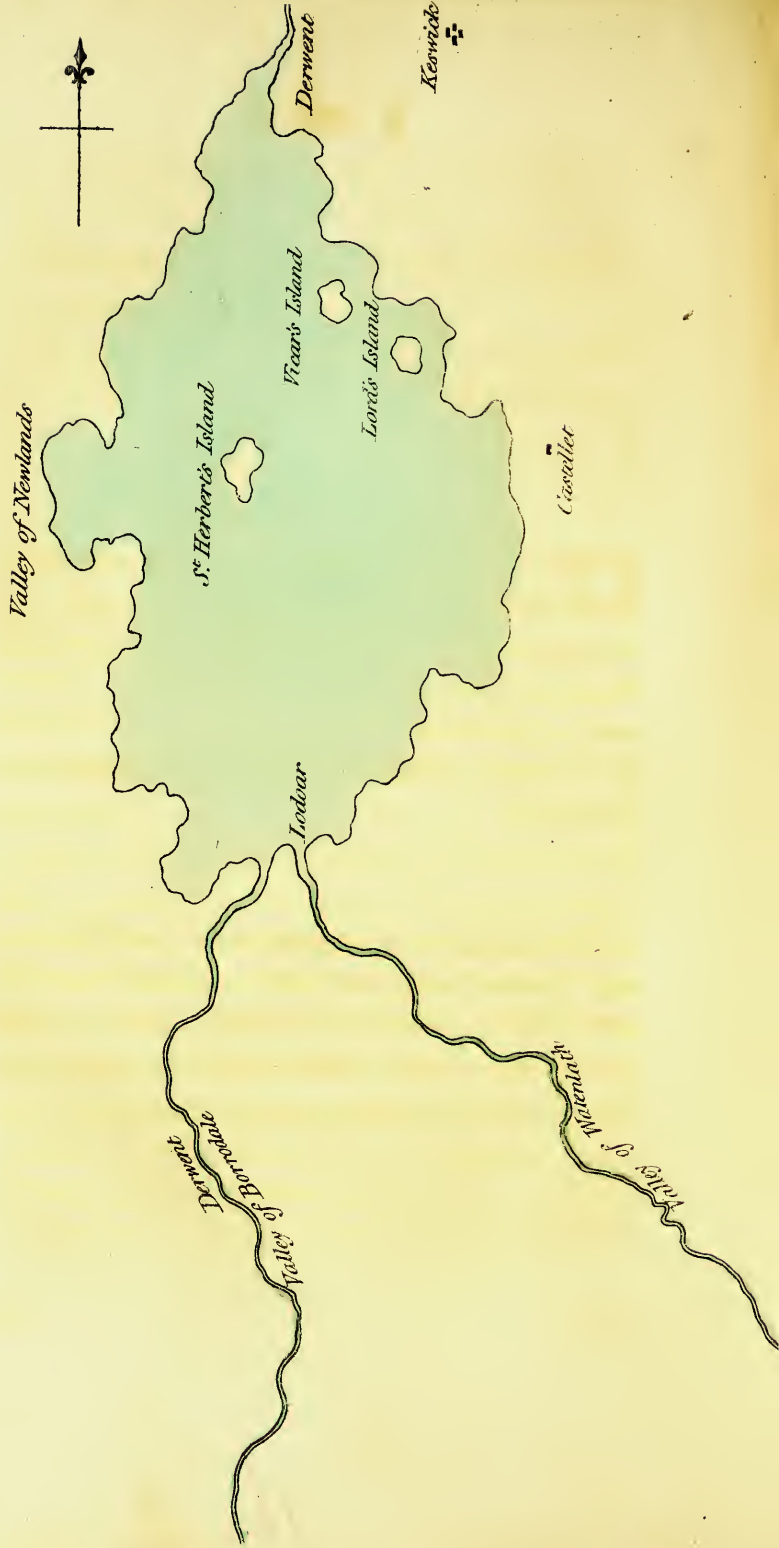 Valley of Newlands
St. Herbert's Island
Vicar's Island
Lord's Island
Derwent
Keswick
Castellet
Lodoar
Derwent
Valley of Borrodale
Valley of Watenlath